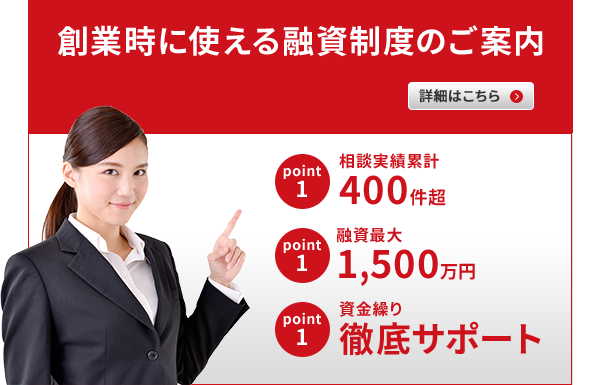 創業時に使える融資制度のご案内
詳細はこちら
point
1
相談実績累計
400件超
point
1
融資最大
1,500万円
point
1
資金繰り
徹底サポート